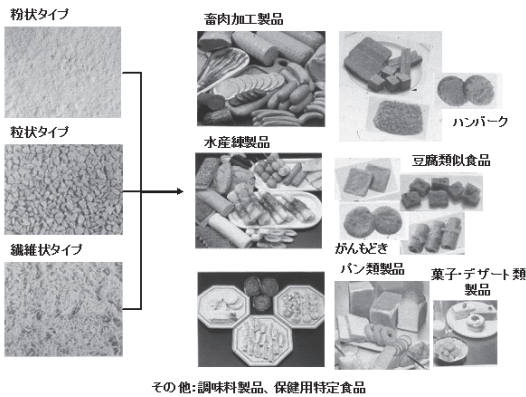 粉状タイプ
粒状タイプ
繊維状タイプ
畜肉加工製品
ハンバーク
水産練製品
豆腐類似食品
がんもどき
パン類製品
菓子・デザート類
製品
その他：調味料製品、保健用特定食品